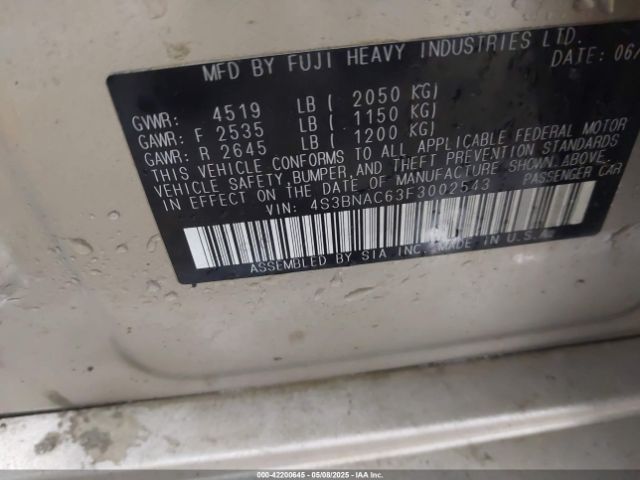 MFD BY FUJI HEAVY INDUSTRIES LTD.
DATE: 06/
GVWR: 4519 LB ( 2050 KG)
GAWR: F 2535 LB ( 1150 KG)
GAWR: R 2645 LB ( 1200 KG)
THIS VEHICLE CONFORMS TO ALL APPLICABLE FEDERAL MOTOR
VEHICLE SAFETY, BUMPER, AND THEFT PREVENTION STANDARDS
IN EFFECT ON THE DATE OF MANUFACTURE SHOWN ABOVE.
VIN: 4S3BNAC63F3002543 PASSENGER CAR
ASSEMBLED BY SIA INC. MADE IN U.S.A.
000-42200645 - 05/08/2025 - IAAC